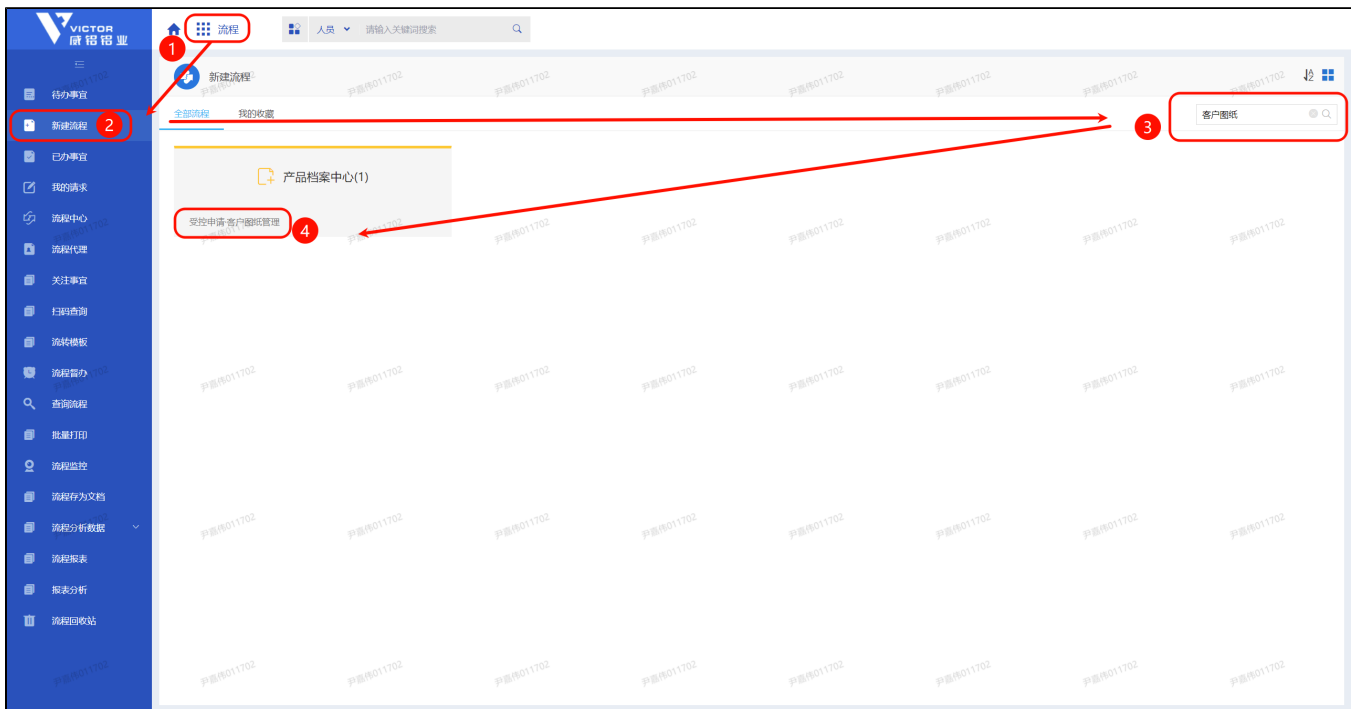 VICTOR
威铝铝业
流程
人员
请输入关键词搜索
1
新建流程
待办事宜
新建流程
2
已办事宜
我的请求
流程中心
流程代理
关注事宜
扫码查询
流转模板
流程督办
查询流程
批量打印
流程监控
流程存为文档
流程分析数据
流程报表
报表分析
流程回收站
全部流程
我的收藏
客户图纸
3
产品档案中心(1)
受控申请-客户图纸管理
4